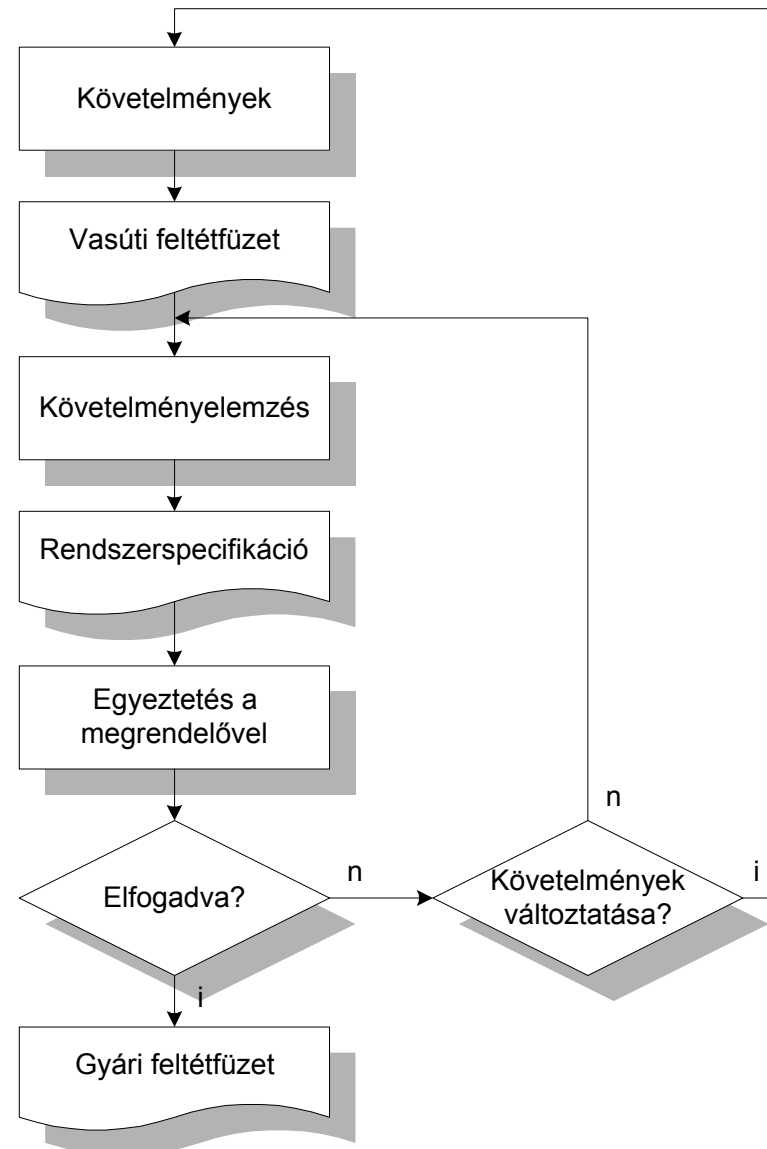 Követelmények
Vasúti feltétfüzet
Követelményelemzés
Rendszerspecifikáció
Egyeztetés a
megrendelővel
Elfogadva?
n
Követelmények
változtatása?
n
i
i
Gyári feltétfüzet